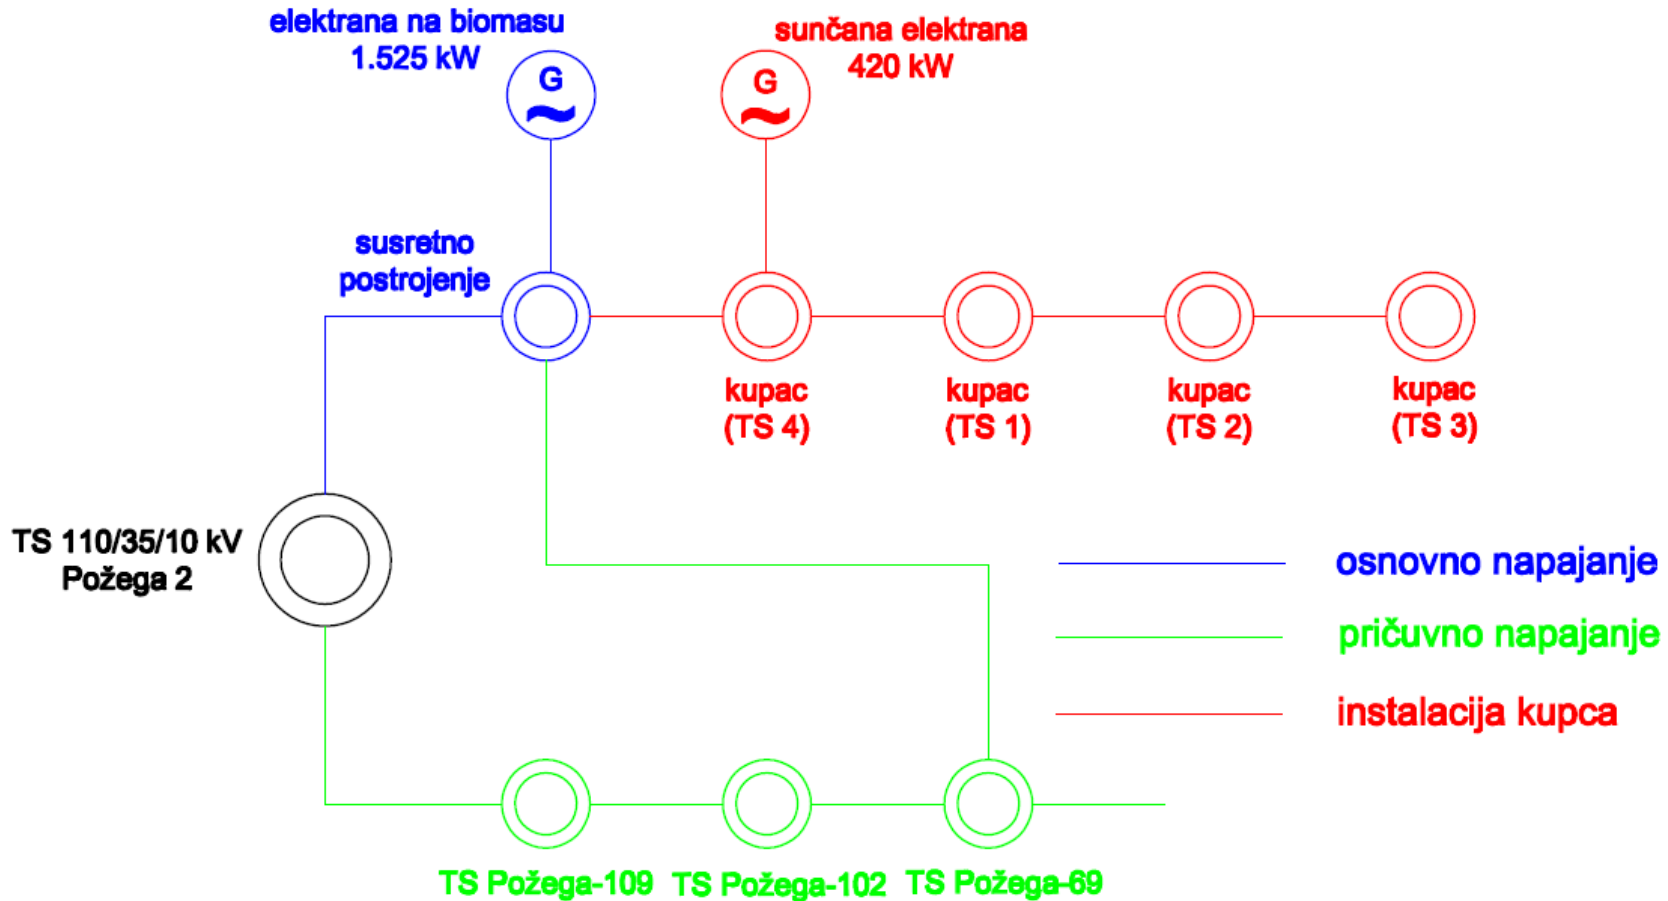 elektrana na biomasu
1.525 kW
sunčana elektrana
420 kW
G
G
susretno
postrojenje
kupac
(TS 4)
kupac
(TS 1)
kupac
(TS 2)
kupac
(TS 3)
TS 110/35/10 kV
Požega 2
osnovno napajanje
pričuvno napajanje
instalacija kupca
TS Požega-109
TS Požega-102
TS Požega-69